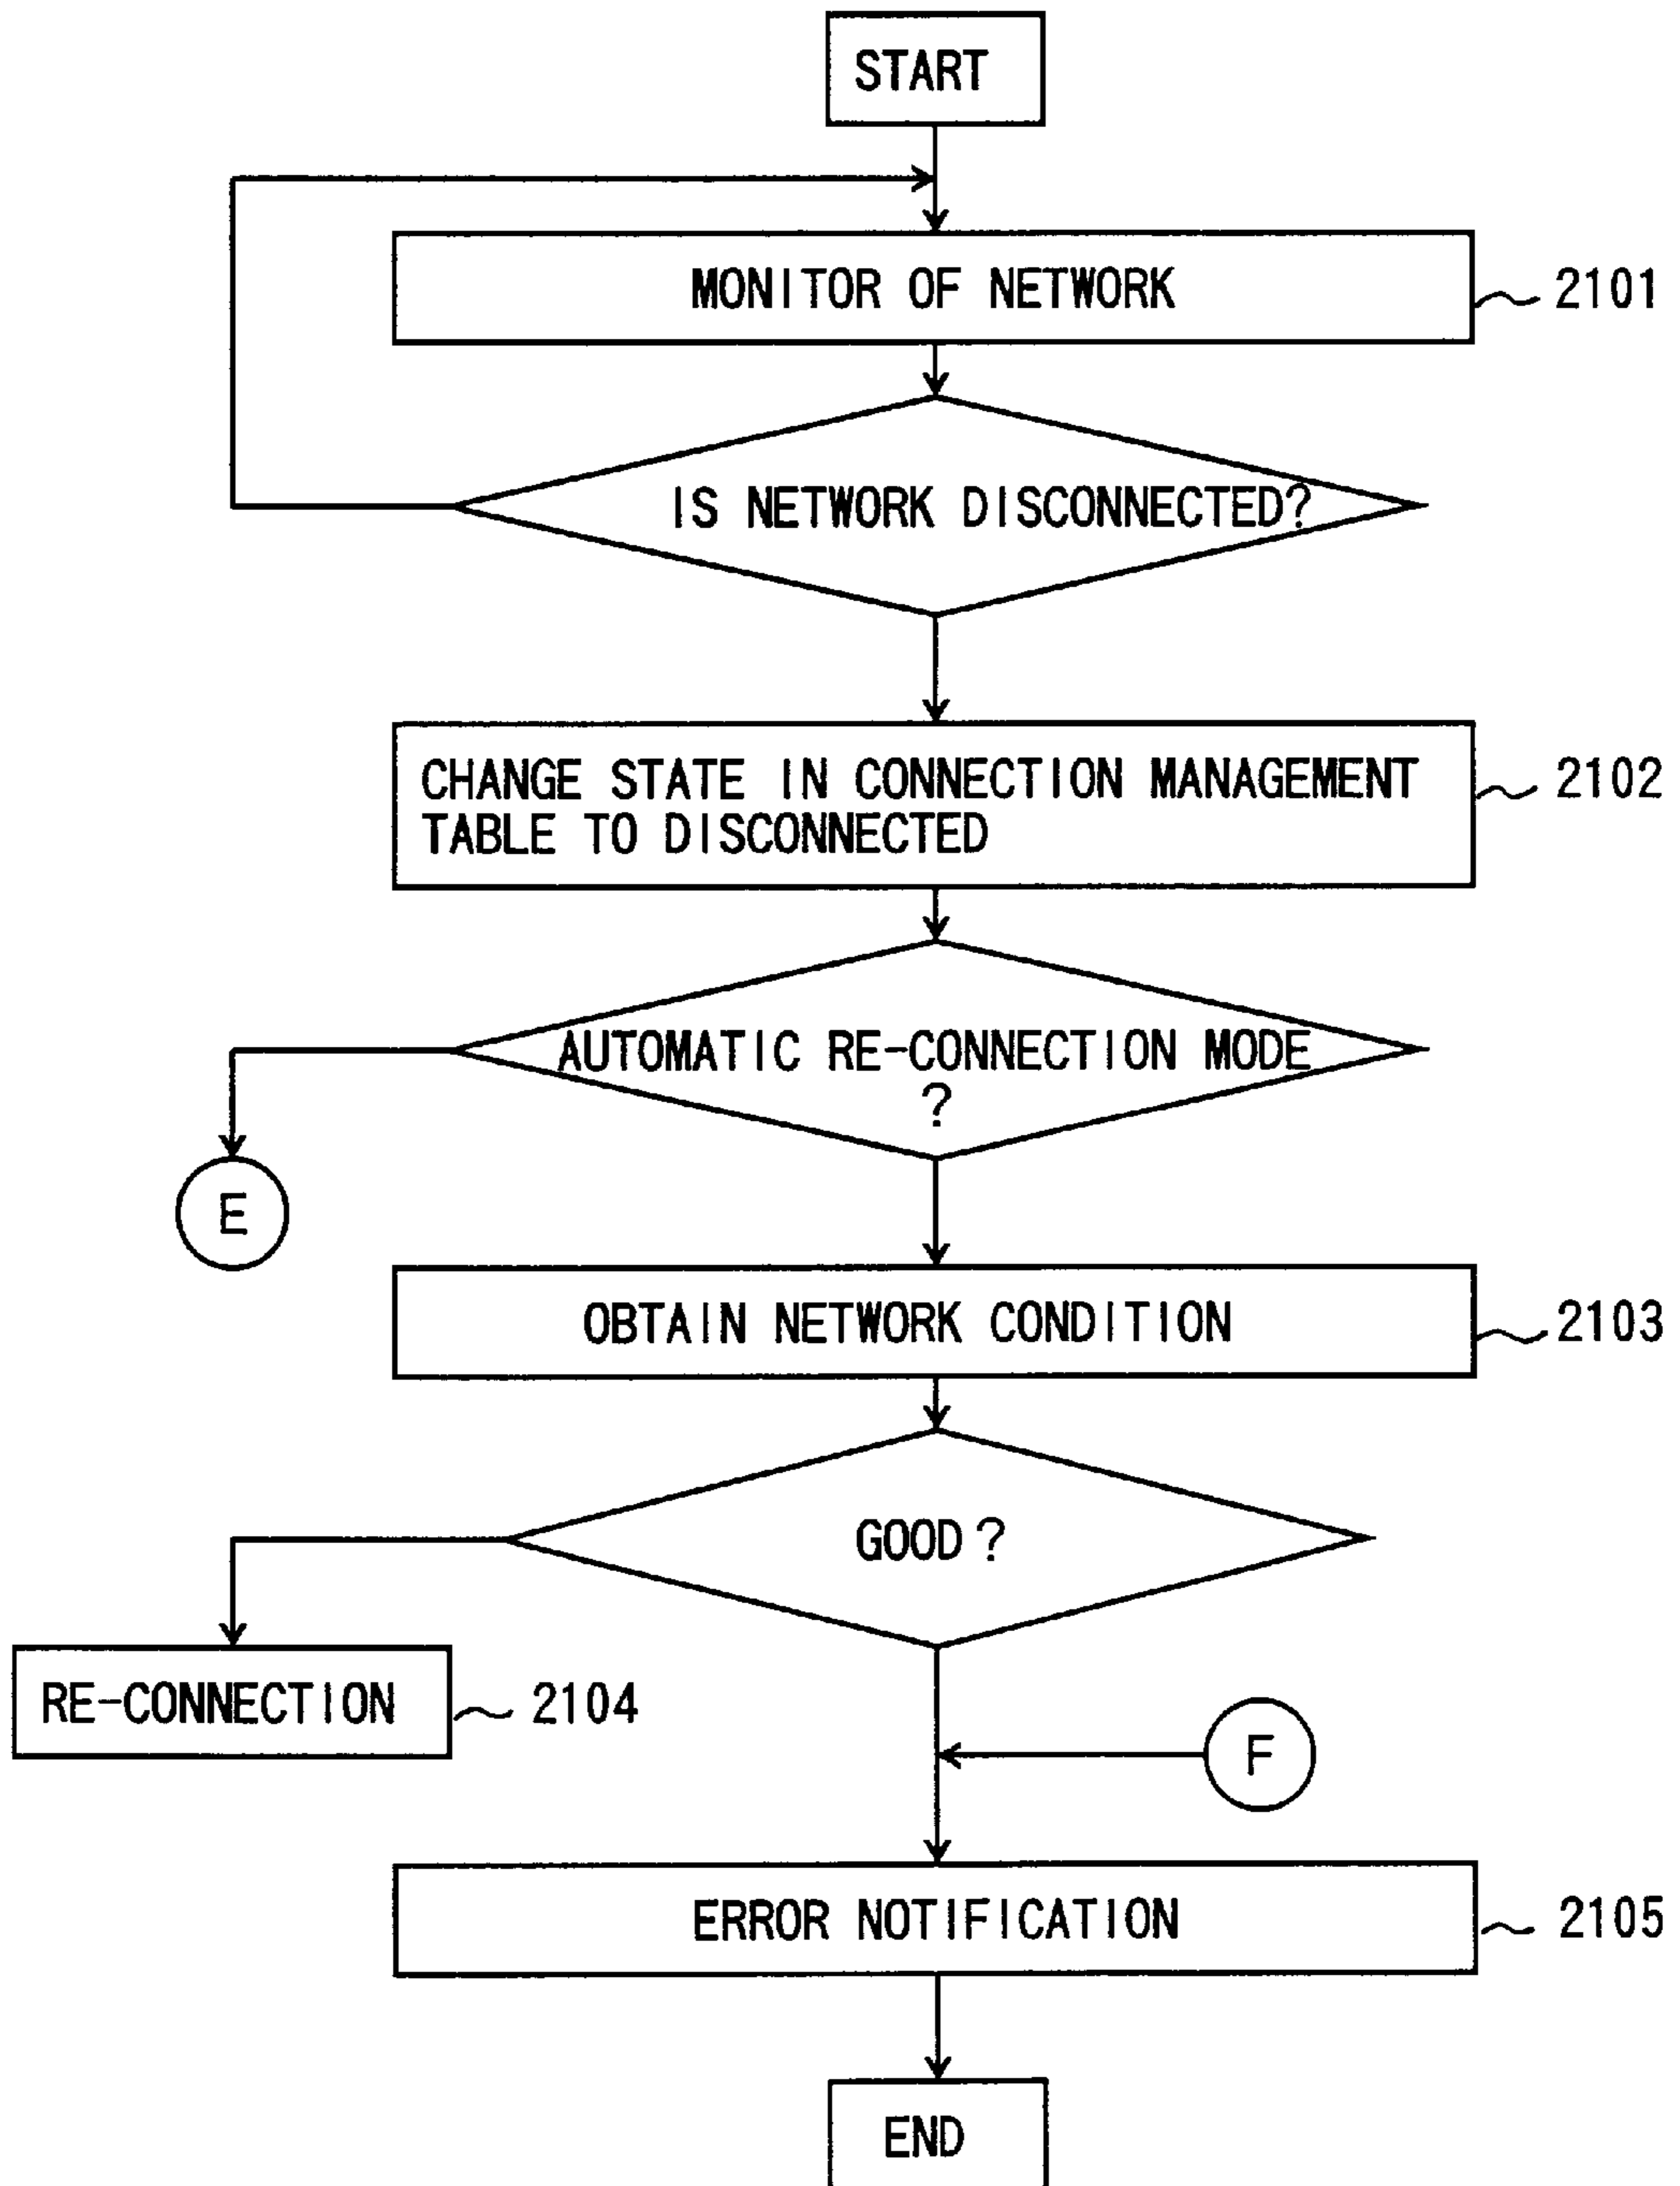 START
MONITOR OF NETWORK
2101
IS NETWORK DISCONNECTED?
CHANGE STATE IN CONNECTION MANAGEMENT
TABLE TO DISCONNECTED
2102
AUTOMATIC RE-CONNECTION MODE
?
E
OBTAIN NETWORK CONDITION
2103
GOOD?
RE-CONNECTION
2104
F
ERROR NOTIFICATION
2105
END